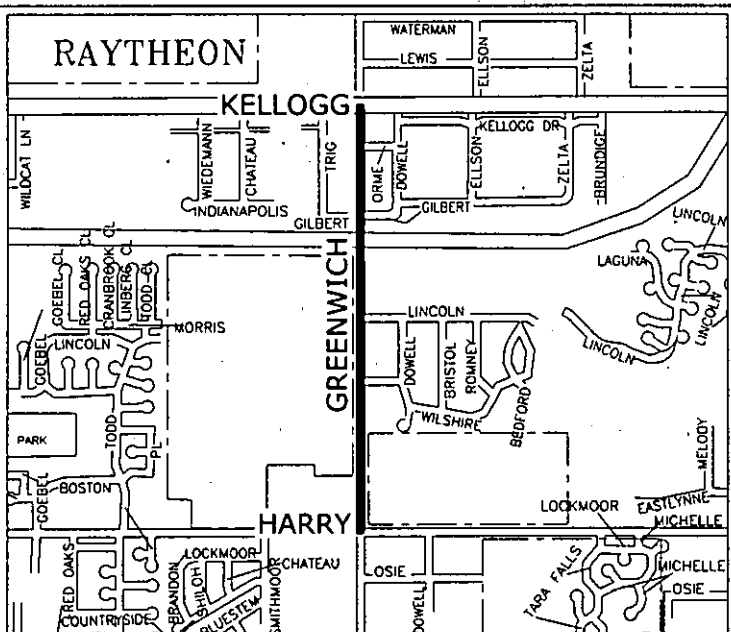 WATERMAN
RAYTHEON
LEWIS
ELLSON
ZELTA
KELLOGG
KELLOGG DR
WILDCAT LN
WIEDEMANN
CHATEAU
TRIG
ORME
DOWELL
ELLSON
ZELTA
BRUNDIGE
INDIANAPOLIS
GILBERT
GILBERT
LINCOLN
GOEBEL CL
RED OAKS CL
CRANBROOK CL
LINBERG CL
TODD CL
GREENWICH
LAGUNA
LINCOLN
MORRIS
LINCOLN
LINCOLN
LINCOLN
GOEBEL
DOWELL
BRISTOL
ROMNEY
BEDFORD
WILSHIRE
PARK
TODD
PL
MELODY
BOSTON
GOEBEL
LOCKMOOR
EASTLYNNE
MICHELLE
HARRY
LOCKMOOR
CHATEAU
OSIE
RED OAKS
BRANDON
SHILOH
BLUESTEM
SMITHMOOR
DOWELL
TARA FALLS
MICHELLE
OSIE
COUNTRYSIDE